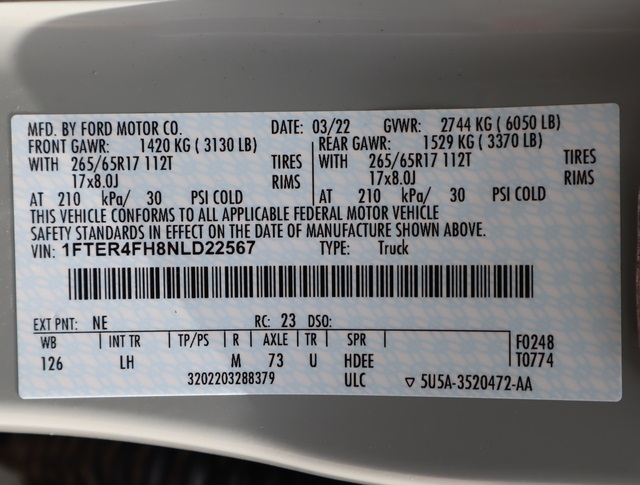 MFD. BY FORD MOTOR CO. DATE: 03/22 GVWR: 2744 KG ( 6050 LB)
FRONT GAWR: 1420 KG ( 3130 LB) REAR GAWR: 1529 KG ( 3370 LB)
WITH 265/65R17 112T TIRES WITH 265/65R17 112T TIRES
17x8.0J RIMS 17x8.0J RIMS
AT 210 kPa/ 30 PSI COLD AT 210 kPa/ 30 PSI COLD
THIS VEHICLE CONFORMS TO ALL APPLICABLE FEDERAL MOTOR VEHICLE
SAFETY STANDARDS IN EFFECT ON THE DATE OF MANUFACTURE SHOWN ABOVE.
VIN: 1FTER4FH8NLD22567 TYPE: Truck
EXT PNT: NE RC: 23 DSO:
WB INT TR TP/PS R AXLE TR SPR F0248
126 LH M 73 U HDEE T0774
3202203288379 ULC ▽ 5U5A-3520472-AA